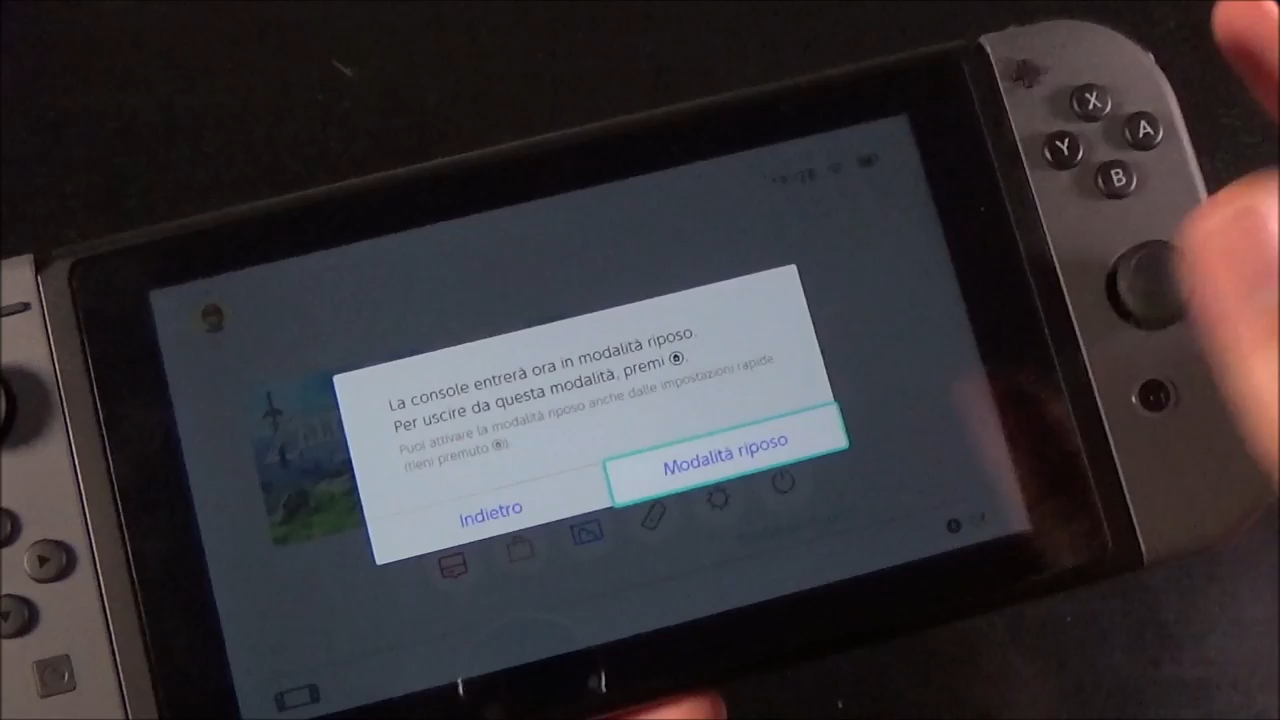 X
A
Y
B
La console entrerà ora in modalità riposo.
Per uscire da questa modalità, premi
Puoi attivare la modalità riposo anche dalle impostazioni rapide
(tieni premuto
).
Indietro
Modalità riposo